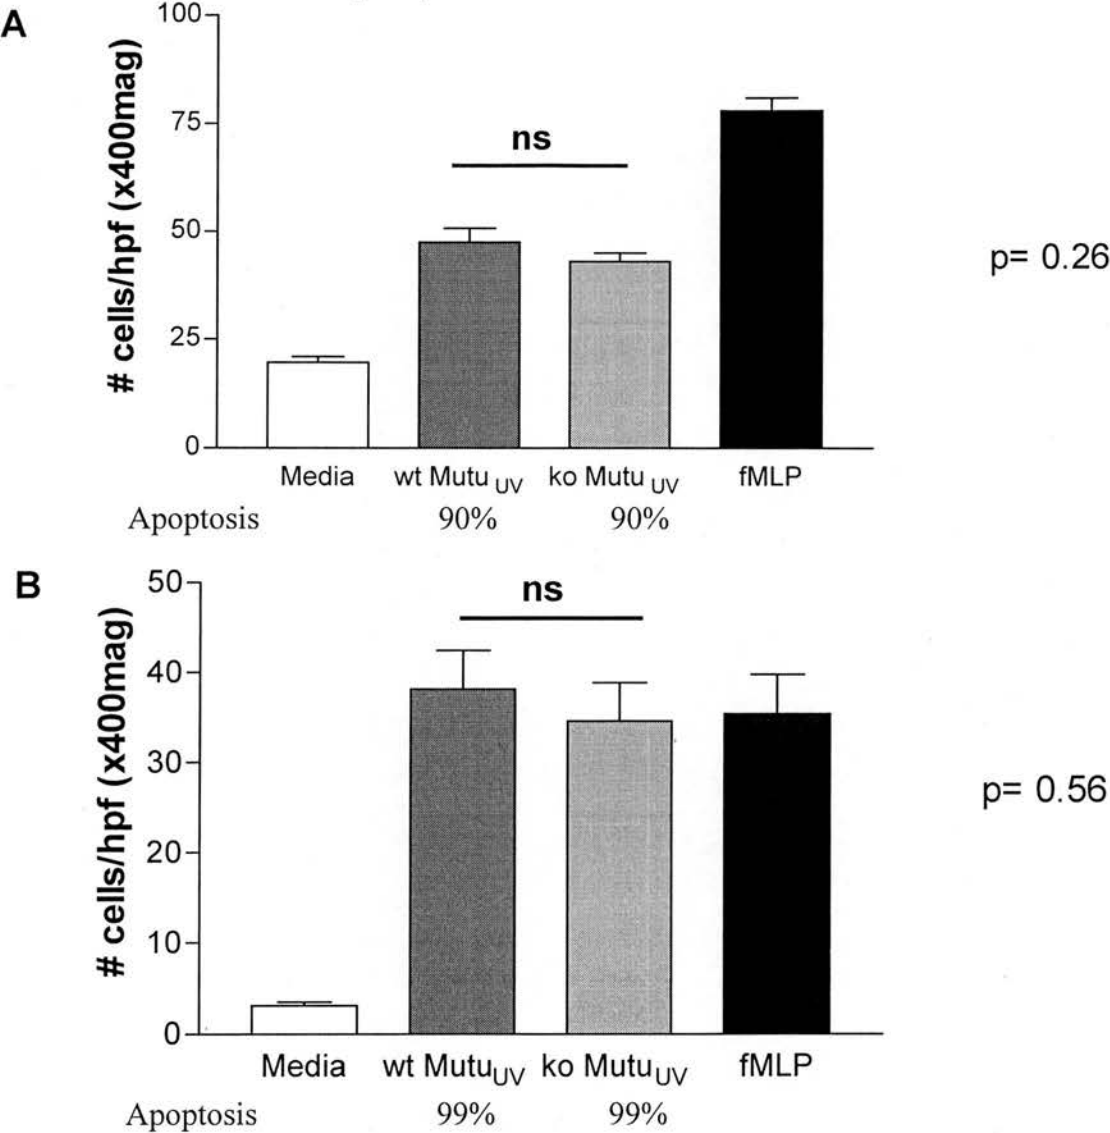 A
# cells/hpf (x400mag)
100
75
50
25
0
ns
p= 0.26
Media wt Mutu UV ko Mutu UV fMLP
Apoptosis 90% 90%
B
# cells/hpf (x400mag)
50
40
30
20
10
0
ns
p= 0.56
Media wt MutuUV ko MutuUV fMLP
Apoptosis 99% 99%